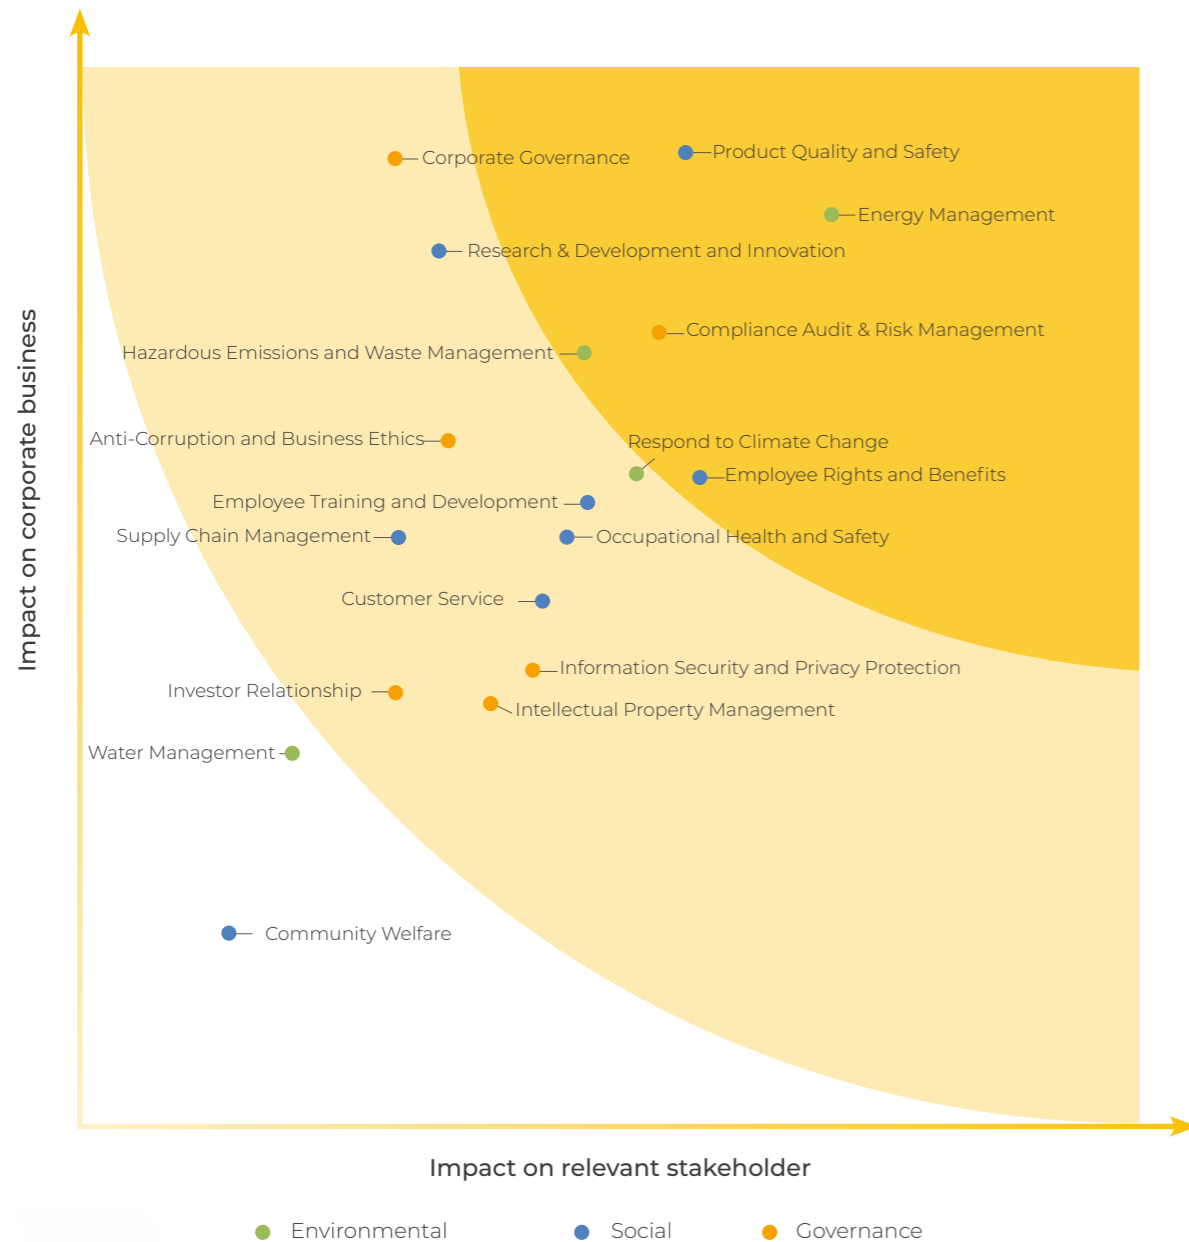 Corporate Governance
Product Quality and Safety
Energy Management
Research & Development and Innovation
Compliance Audit & Risk Management
Hazardous Emissions and Waste Management
Anti-Corruption and Business Ethics
Respond to Climate Change
Employee Rights and Benefits
Employee Training and Development
Supply Chain Management
Occupational Health and Safety
Customer Service
Information Security and Privacy Protection
Investor Relationship
Intellectual Property Management
Water Management
Community Welfare
Impact on corporate business
Impact on relevant stakeholder
Environmental
Social
Governance